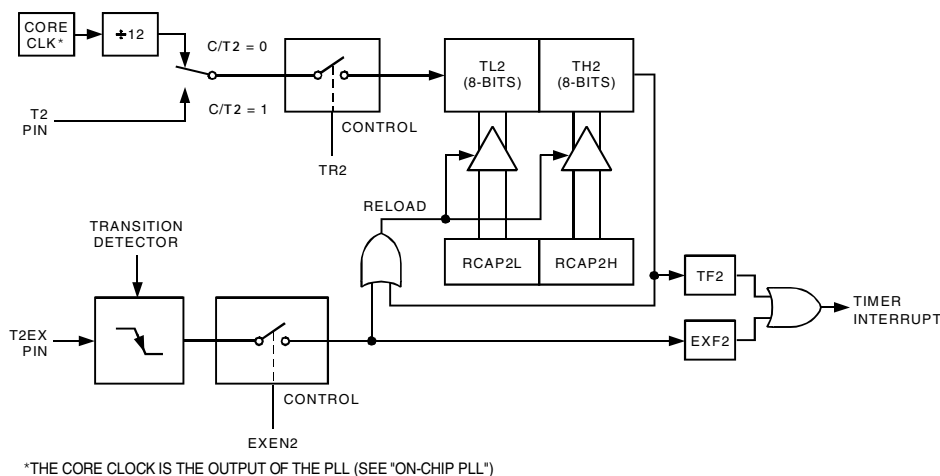 CORE
CLK*
÷12
C/T2 = 0
C/T2 = 1
T2
PIN
CONTROL
TR2
TL2
(8-BITS)
TH2
(8-BITS)
RELOAD
RCAP2L
RCAP2H
TRANSITION
DETECTOR
T2EX
PIN
CONTROL
EXEN2
TF2
EXF2
TIMER
INTERRUPT
*THE CORE CLOCK IS THE OUTPUT OF THE PLL (SEE "ON-CHIP PLL")